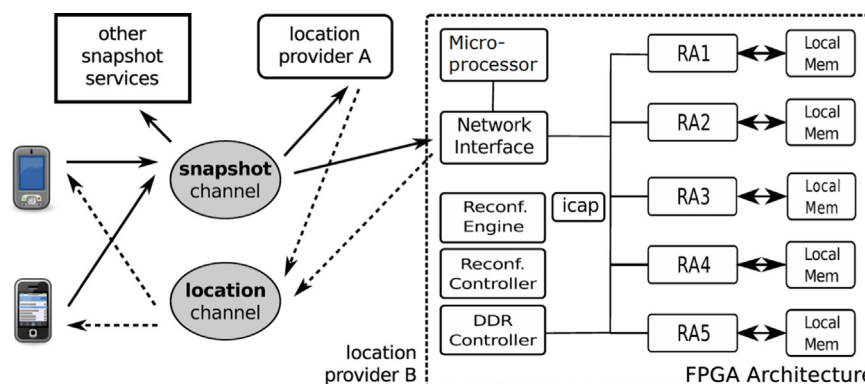 other
snapshot
services
location
provider A
snapshot
channel
location
channel
location
provider B
Micro-
processor
Network
Interface
Reconf.
Engine
icap
Reconf.
Controller
DDR
Controller
RA1
Local
Mem
RA2
Local
Mem
RA3
Local
Mem
RA4
Local
Mem
RA5
Local
Mem
FPGA Architecture